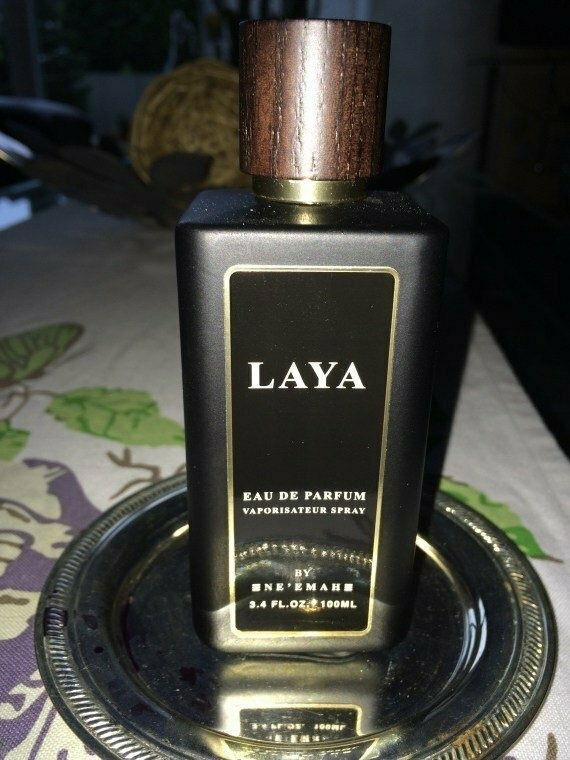 LAYA
EAU DE PARFUM
VAPORISATEUR SPRAY
BY
NE'EMAH
3.4 FL.OZ. 100ML